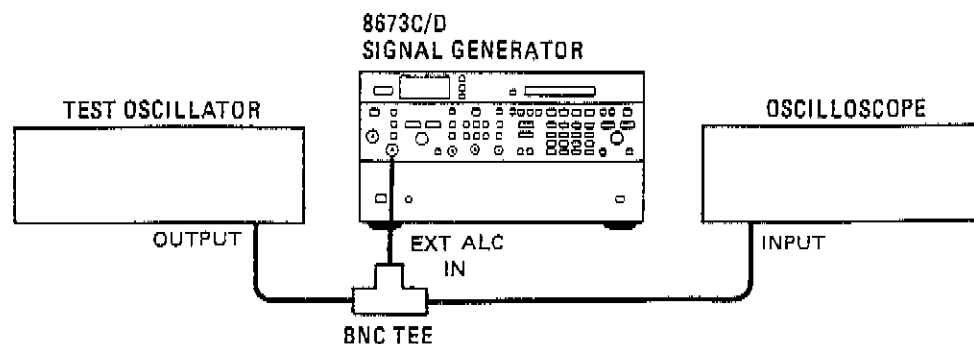 8673C/D
SIGNAL GENERATOR
TEST OSCILLATOR
OSCILLOSCOPE
OUTPUT
EXT ALC
IN
INPUT
BNC TEE